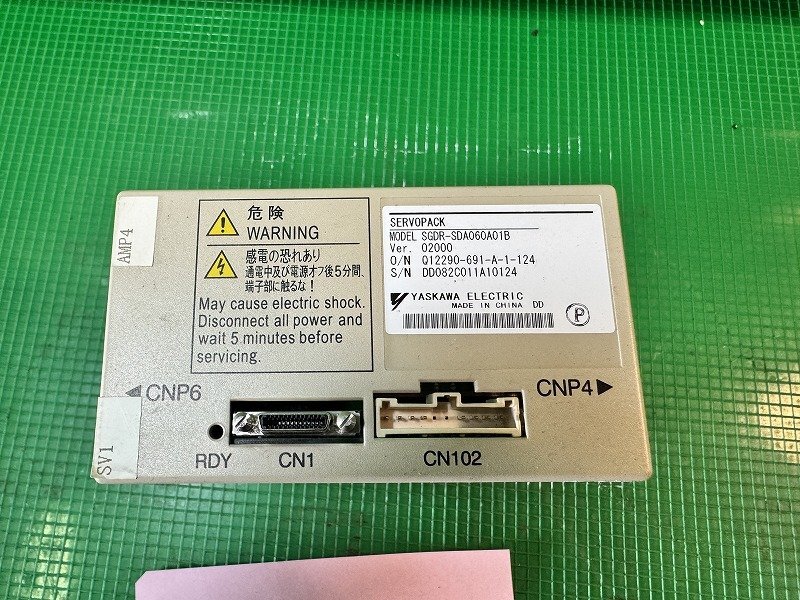 AMP4
危険
WARNING
感電の恐れあり
通電中及び電源オフ後5分間、
端子部に触るな!
May cause electric shock.
Disconnect all power and
wait 5 minutes before
servicing.
SERVOPACK
MODEL SGDR-SDA060A01B
Ver. 02000
O/N Q12290-691-A-1-124
S/N DD082C011A10124
YASKAWA ELECTRIC
MADE IN CHINA DD
P
◀CNP6
CNP4▶
SV1
RDY
CN1
CN102